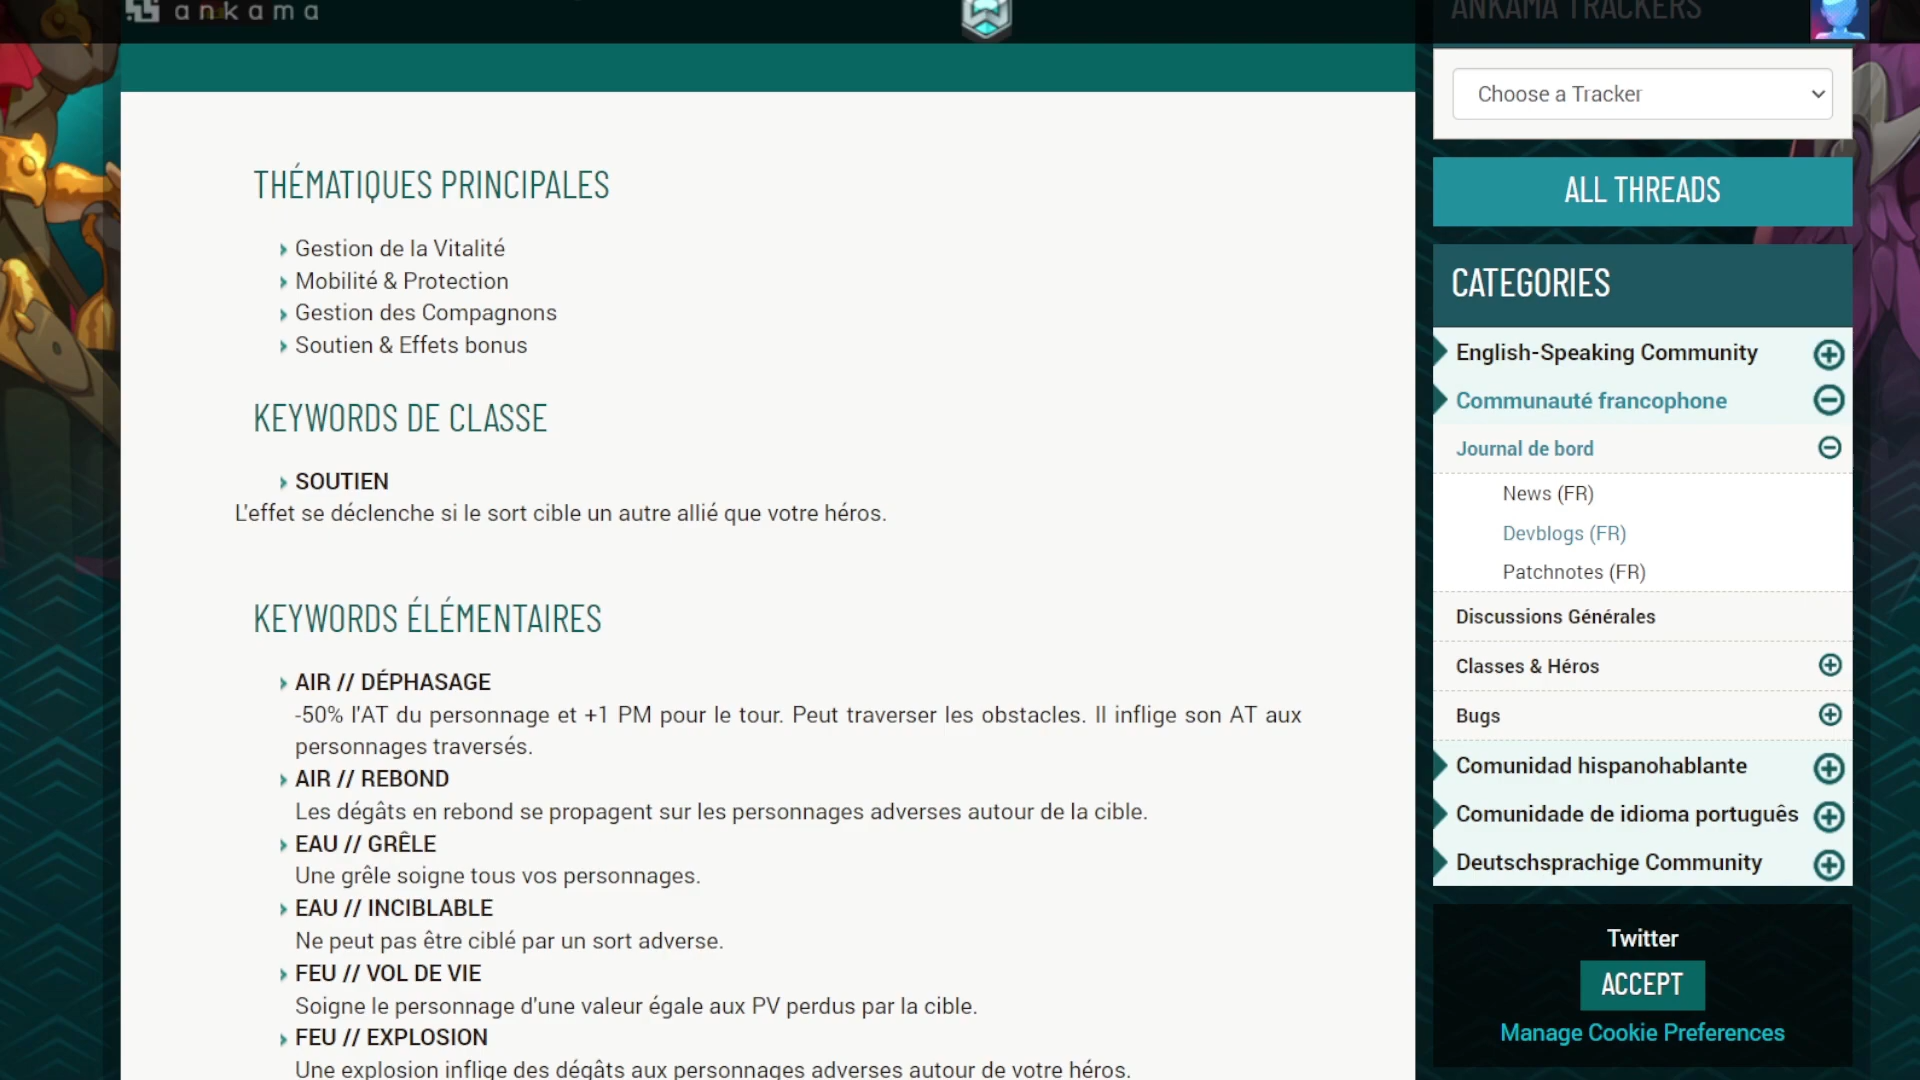 ankama
THÉMATIQUES PRINCIPALES
Gestion de la Vitalité
Mobilité & Protection
Gestion des Compagnons
Soutien & Effets bonus
KEYWORDS DE CLASSE
SOUTIEN
L'effet se déclenche si le sort cible un autre allié que votre héros.
KEYWORDS ÉLÉMENTAIRES
AIR // DÉPHASAGE
-50% l'AT du personnage et +1 PM pour le tour. Peut traverser les obstacles. Il inflige son AT aux
personnages traversés.
AIR // REBOND
Les dégâts en rebond se propagent sur les personnages adverses autour de la cible.
EAU // GRÊLE
Une grêle soigne tous vos personnages.
EAU // INCIBLABLE
Ne peut pas être ciblé par un sort adverse.
FEU // VOL DE VIE
Soigne le personnage d'une valeur égale aux PV perdus par la cible.
FEU // EXPLOSION
Une explosion inflige des dégâts aux personnages adverses autour de votre héros.
ANKAMA TRACKERS
Choose a Tracker
ALL THREADS
CATEGORIES
English-Speaking Community
Communauté francophone
Journal de bord
News (FR)
Devblogs (FR)
Patchnotes (FR)
Discussions Générales
Classes & Héros
Bugs
Comunidad hispanohablante
Comunidade de idioma português
Deutschsprachige Community
Twitter
ACCEPT
Manage Cookie Preferences